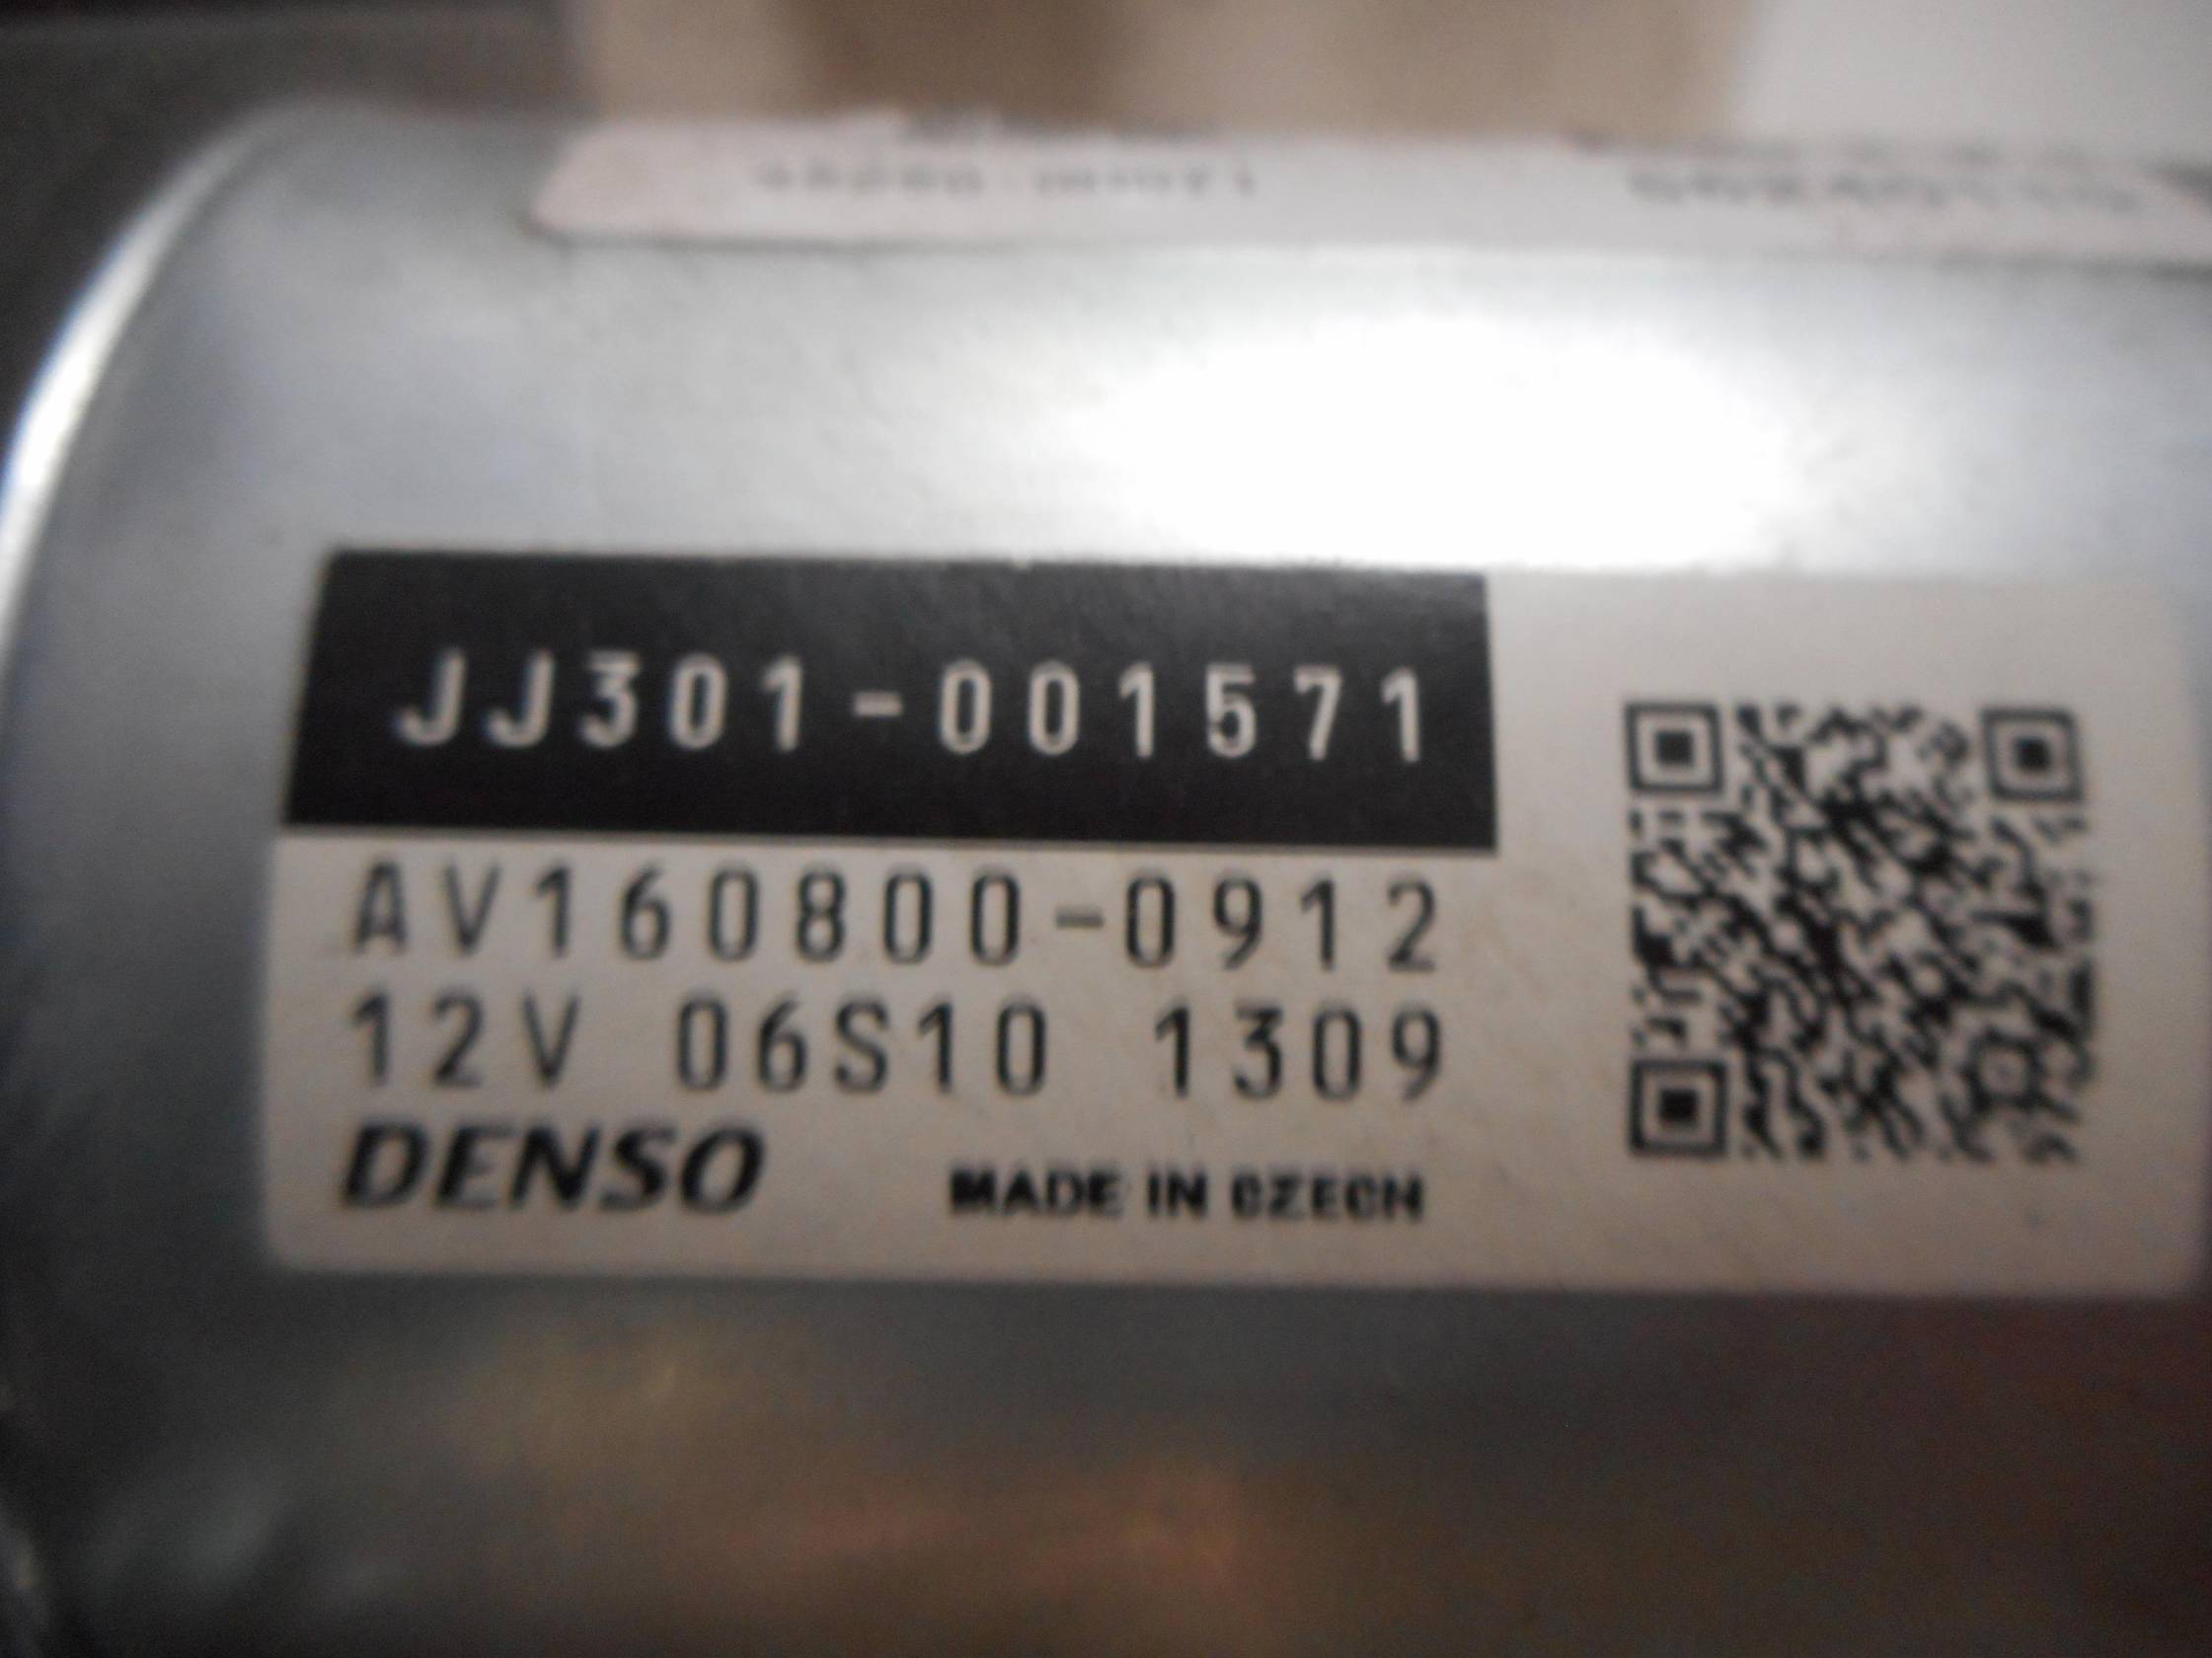 JJ301-001571
AV160800-0912
12V 06S10 1309
DENSO
MADE IN CZECH